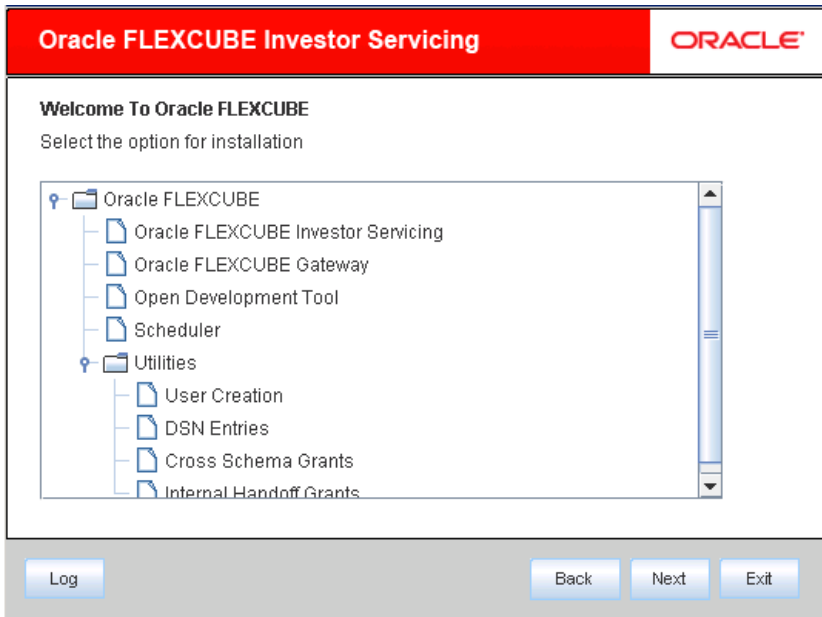 Oracle FLEXCUBE Investor Servicing
ORACLE'
Welcome To Oracle FLEXCUBE
Select the option for installation
Oracle FLEXCUBE
Oracle FLEXCUBE Investor Servicing
Oracle FLEXCUBE Gateway
Open Development Tool
Scheduler
Utilities
User Creation
DSN Entries
Cross Schema Grants
Internal Handoff Grants
Log
Back
Next
Exit